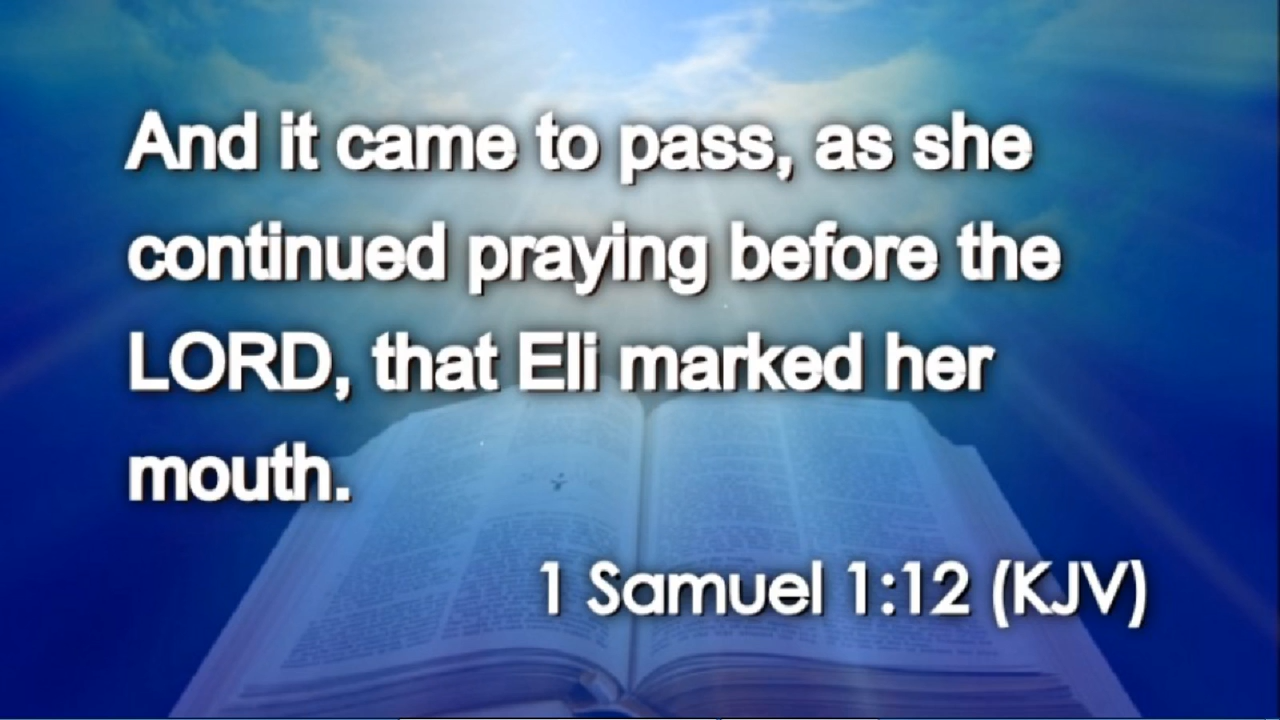 And it came to pass, as she
continued praying before the
LORD, that Eli marked her
mouth.
1 Samuel 1:12 (KJV)